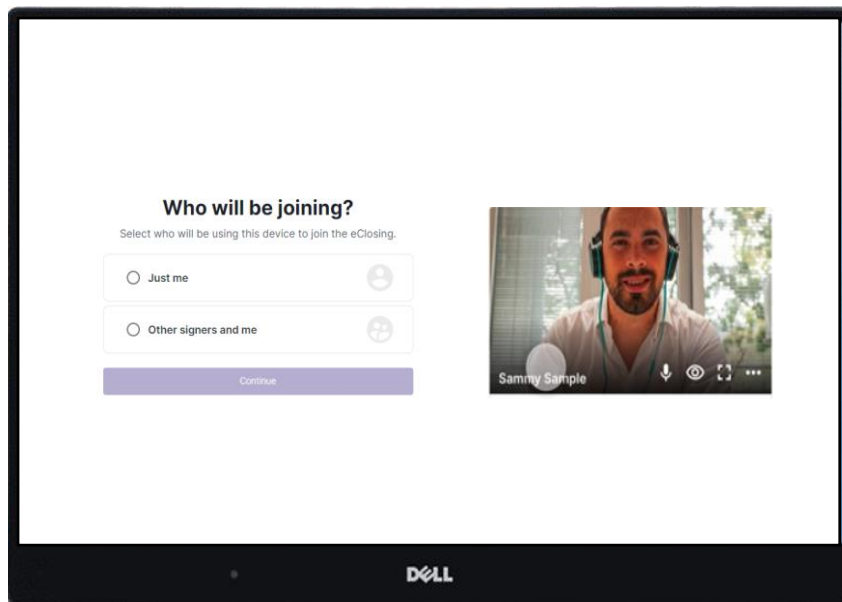 Who will be joining?
Select who will be using this device to join the eClosing.
Just me
Other signers and me
Continue
Sammy Sample
DELL